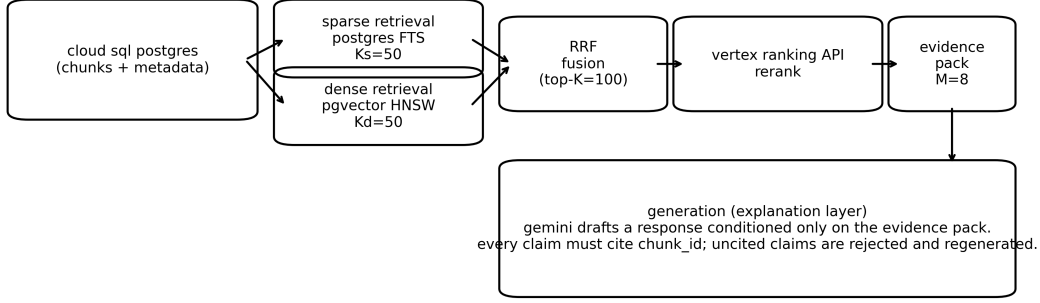 cloud sql postgres
(chunks + metadata)
sparse retrieval
postgres FTS
Ks=50
dense retrieval
pgvector HNSW
Kd=50
RRF
fusion
(top-K=100)
vertex ranking API
rerank
evidence
pack
M=8
generation (explanation layer)
gemini drafts a response conditioned only on the evidence pack.
every claim must cite chunk_id; uncited claims are rejected and regenerated.